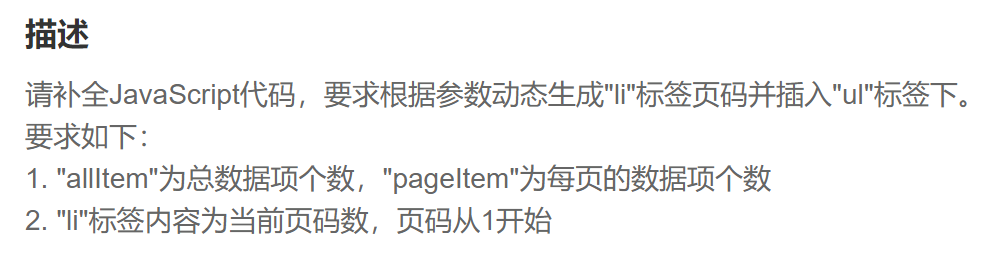 描述
请补全JavaScript代码，要求根据参数动态生成"li"标签页码并插入"ul"标签下。
要求如下：
1. "allItem"为总数据项个数，"pageItem"为每页的数据项个数
2. "li"标签内容为当前页码数，页码从1开始